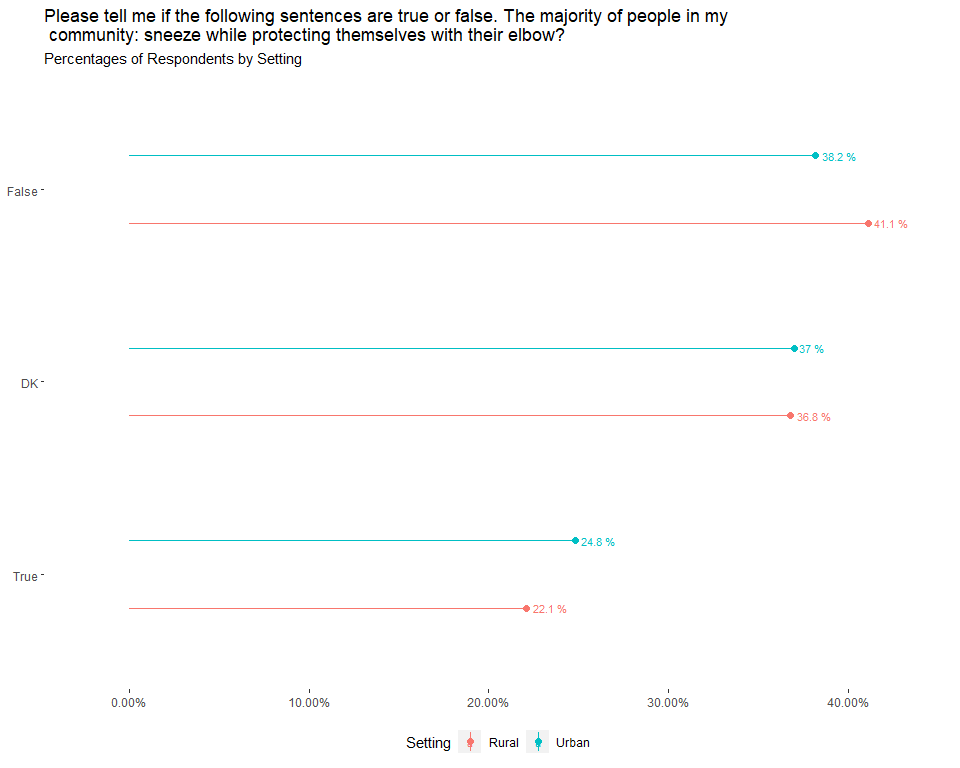 Please tell me if the following sentences are true or false. The majority of people in my
community: sneeze while protecting themselves with their elbow?
Percentages of Respondents by Setting
38.2 %
False
41.1 %
37 %
DK
36.8 %
24.8 %
True
22.1 %
0.00% 10.00% 20.00% 30.00% 40.00%
Setting Rural Urban